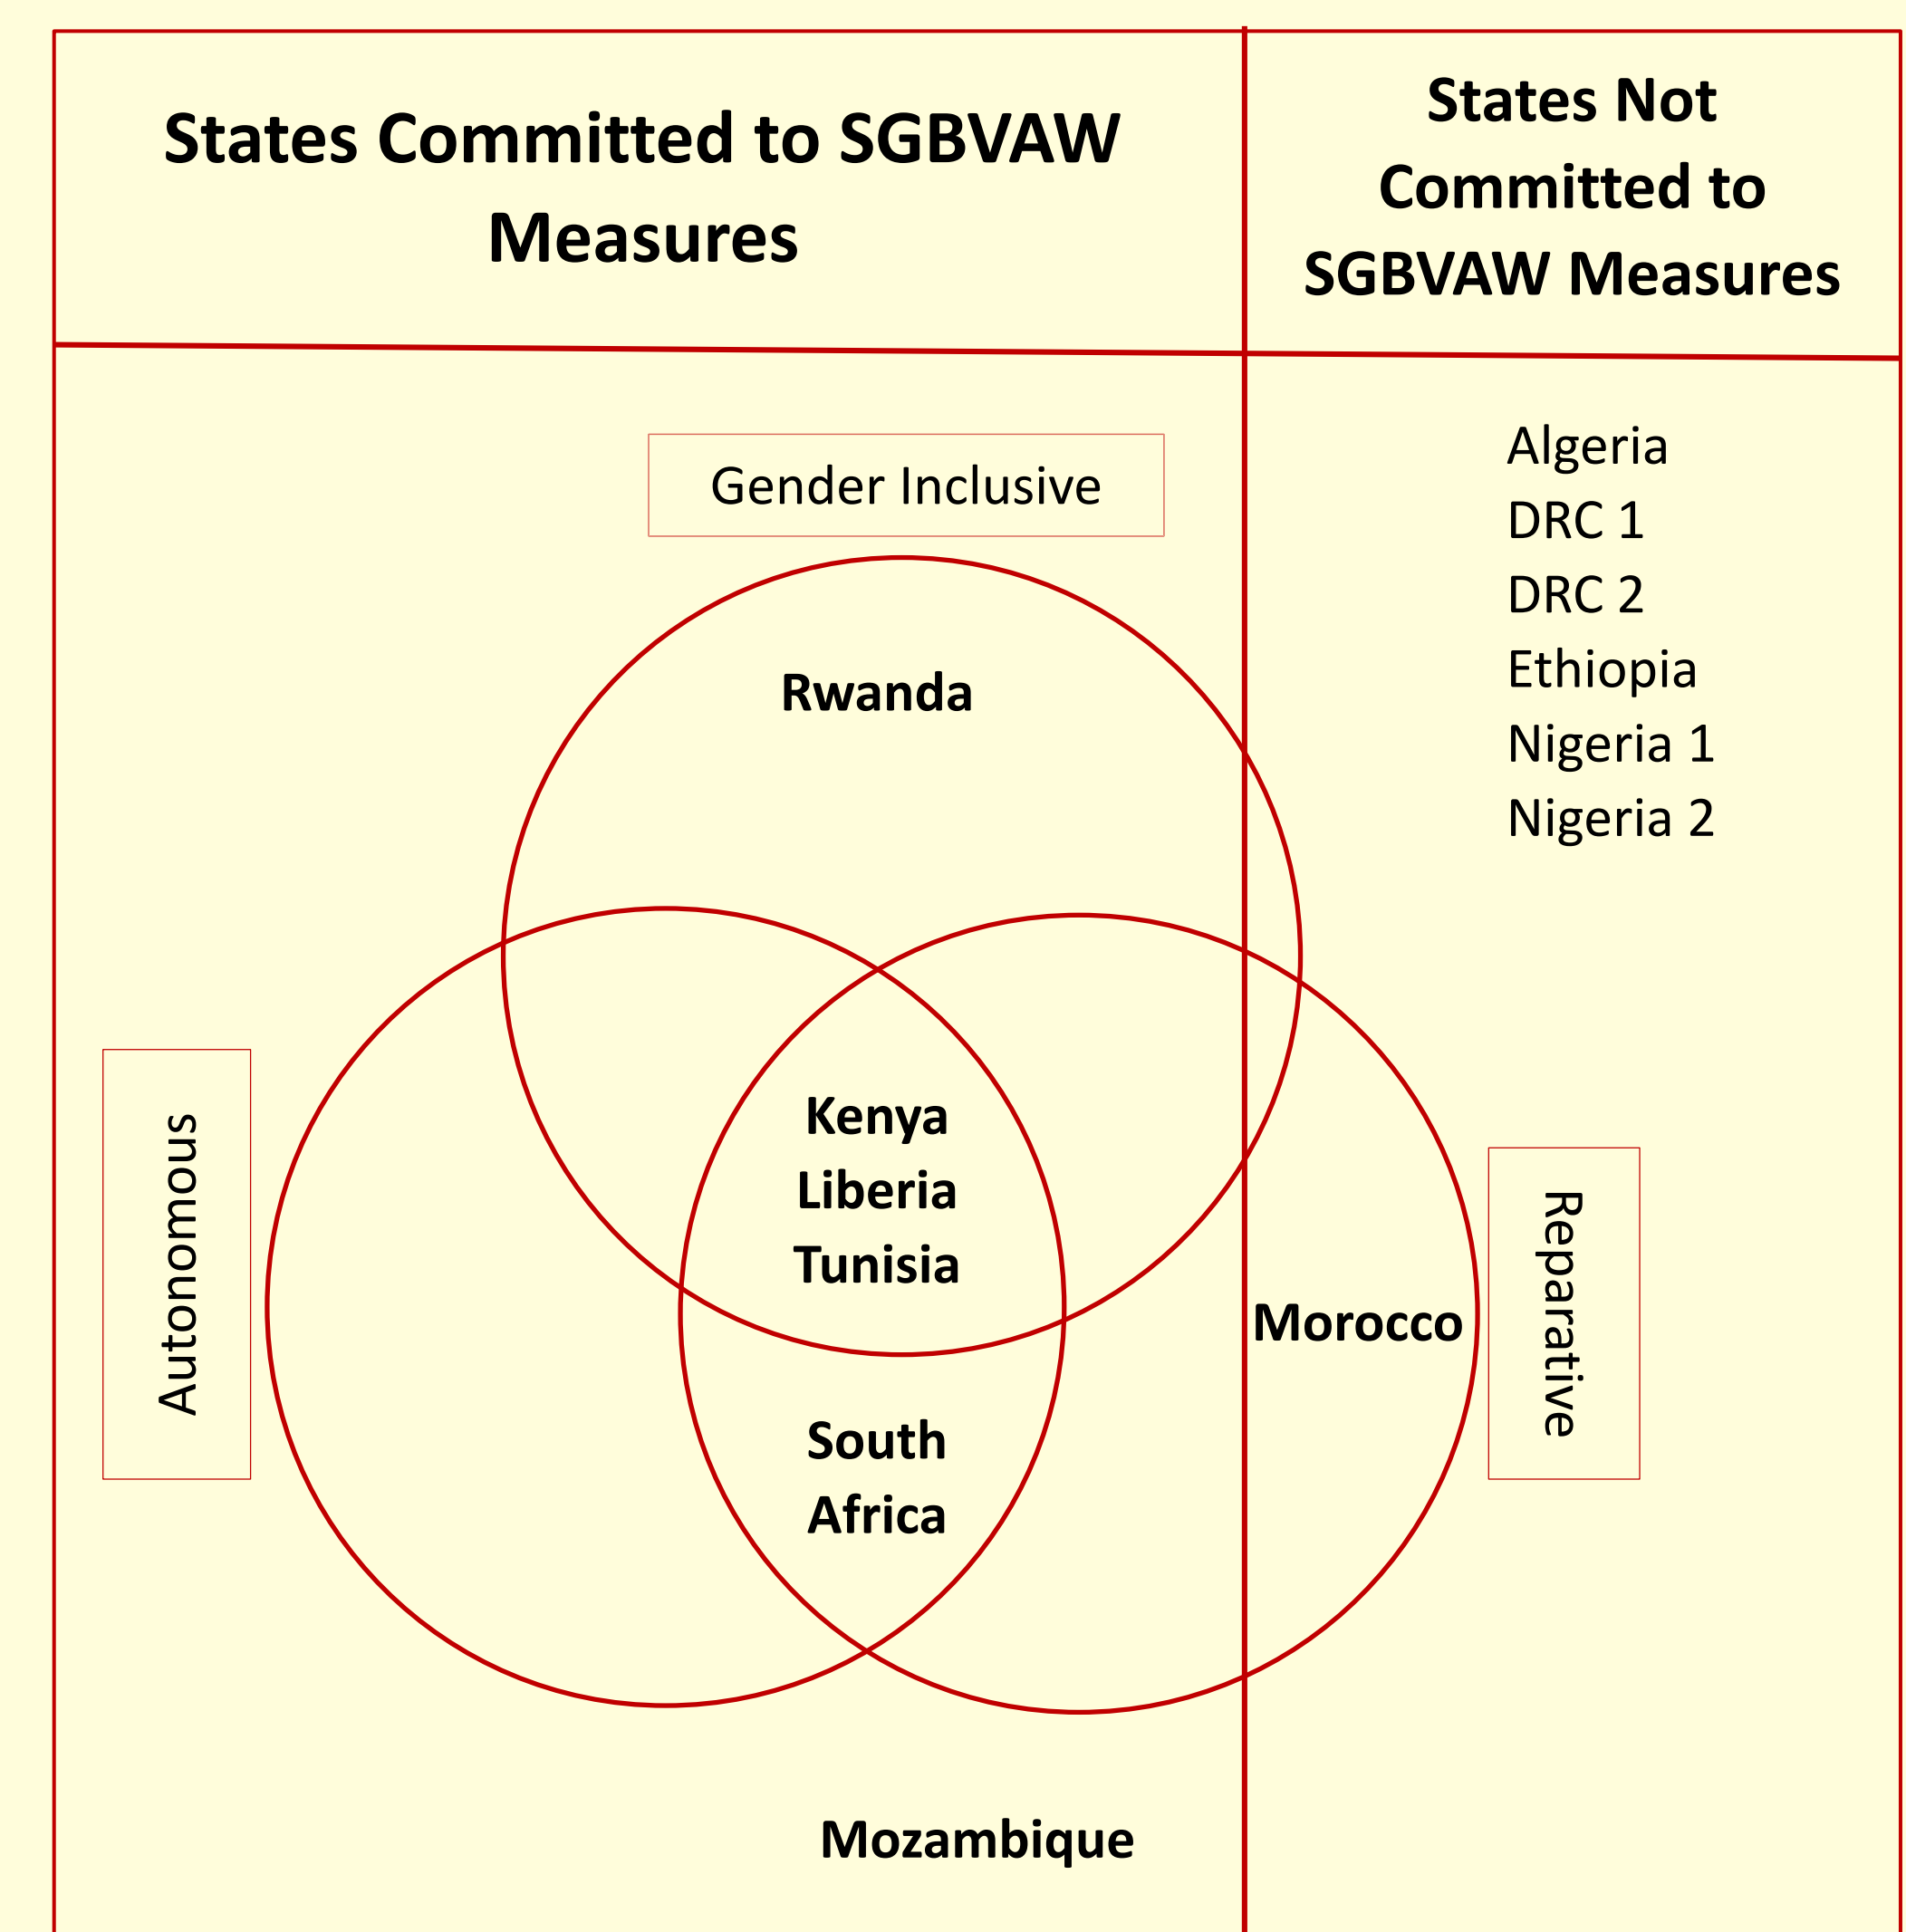 States Committed to SGBVAW
Measures
States Not
Committed to
SGBVAW Measures
Gender Inclusive
Algeria
DRC 1
DRC 2
Ethiopia
Nigeria 1
Nigeria 2
Rwanda
Autonomous
Kenya
Liberia
Tunisia
Morocco
Reparative
South
Africa
Mozambique